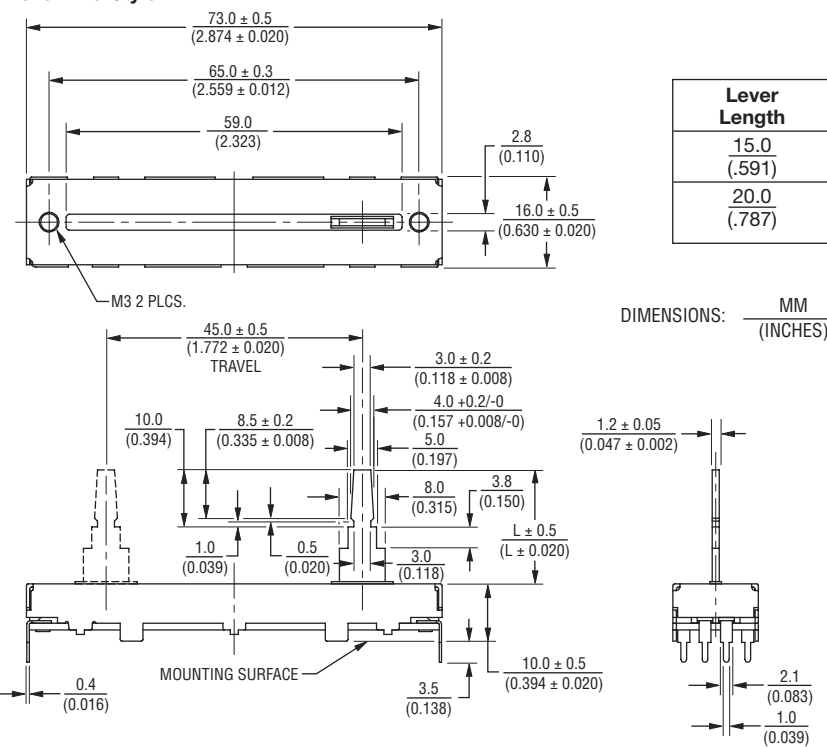 73.0 ± 0.5
(2.874 ± 0.020)
65.0 ± 0.3
(2.559 ± 0.012)
59.0
(2.323)
2.8
(0.110)
16.0 ± 0.5
(0.630 ± 0.020)
M3 2 PLCS.
Lever
Length
15.0
(.591)
20.0
(.787)
DIMENSIONS:
MM
(INCHES)
45.0 ± 0.5
(1.772 ± 0.020)
TRAVEL
3.0 ± 0.2
(0.118 ± 0.008)
4.0 +0.2/-0
(0.157 +0.008/-0)
10.0
(0.394)
8.5 ± 0.2
(0.335 ± 0.008)
5.0
(0.197)
1.2 ± 0.05
(0.047 ± 0.002)
8.0
(0.315)
3.8
(0.150)
L ± 0.5
(L ± 0.020)
1.0
(0.039)
0.5
(0.020)
3.0
(0.118)
MOUNTING SURFACE
10.0 ± 0.5
(0.394 ± 0.020)
0.4
(0.016)
3.5
(0.138)
2.1
(0.083)
1.0
(0.039)